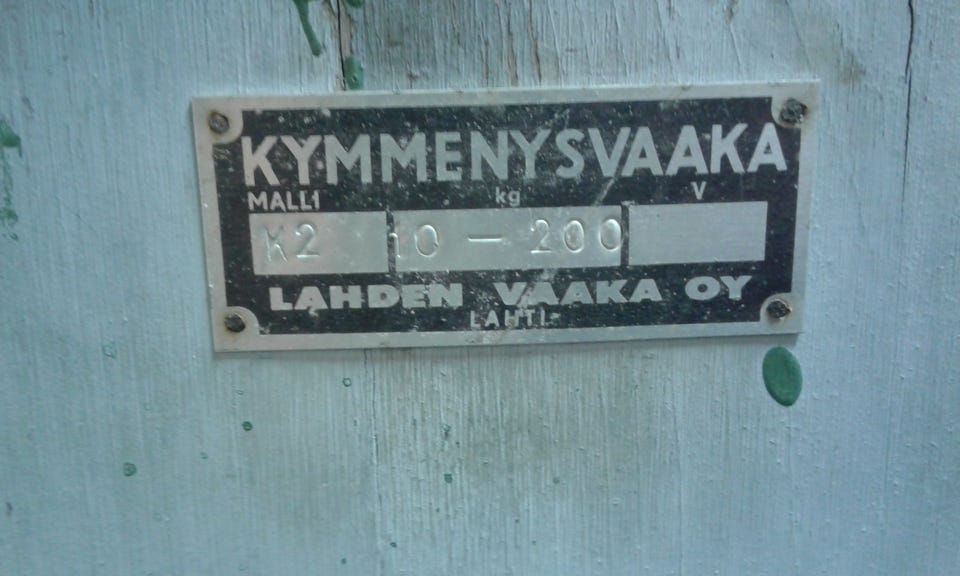 KYMMENYSVAAKA
MALLI kg V
K2 10 - 200
LAHDEN VAAKA OY
LAHTI